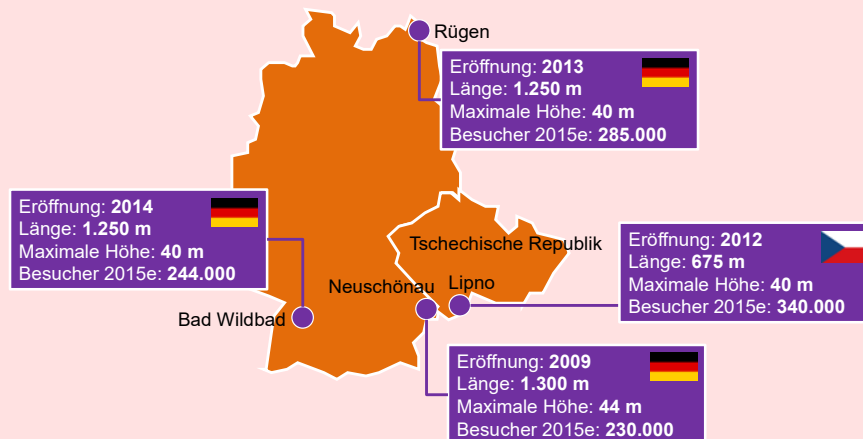 Rügen
Eröffnung: 2013
Länge: 1.250 m
Maximale Höhe: 40 m
Besucher 2015e: 285.000
Eröffnung: 2014
Länge: 1.250 m
Maximale Höhe: 40 m
Besucher 2015e: 244.000
Tschechische Republik
Eröffnung: 2012
Länge: 675 m
Maximale Höhe: 40 m
Besucher 2015e: 340.000
Neuschönau
Lipno
Bad Wildbad
Eröffnung: 2009
Länge: 1.300 m
Maximale Höhe: 44 m
Besucher 2015e: 230.000